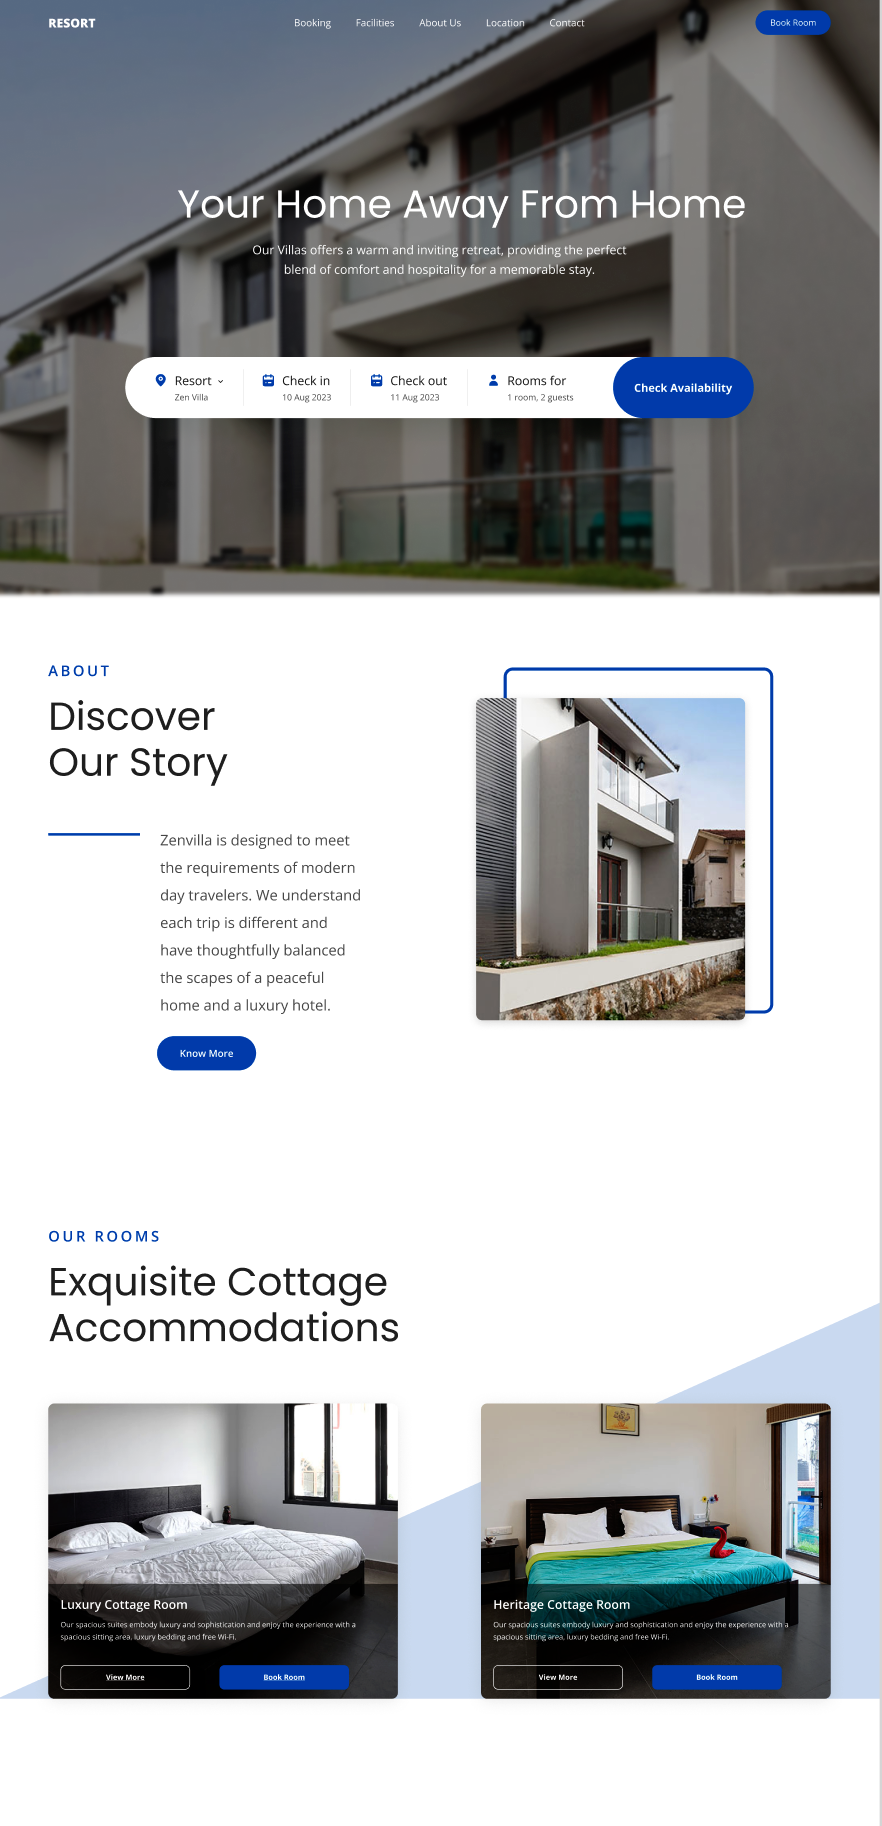 RESORT
Booking
Facilities
About Us
Location
Contact
Book Room
Your Home Away From Home
Our Villas offers a warm and inviting retreat, providing the perfect
blend of comfort and hospitality for a memorable stay.
Resort
Zen Villa
Check in
10 Aug 2023
Check out
11 Aug 2023
Rooms for
1 room, 2 guests
Check Availability
ABOUT
Discover
Our Story
Zenvilla is designed to meet
the requirements of modern
day travelers. We understand
each trip is different and
have thoughtfully balanced
the scapes of a peaceful
home and a luxury hotel.
Know More
OUR ROOMS
Exquisite Cottage
Accommodations
Luxury Cottage Room
Our spacious suites embody luxury and sophistication and enjoy the experience with a
spacious sitting area, luxury bedding and free Wi-Fi.
View More
Book Room
Heritage Cottage Room
Our spacious suites embody luxury and sophistication and enjoy the experience with a
spacious sitting area, luxury bedding and free Wi-Fi.
View More
Book Room